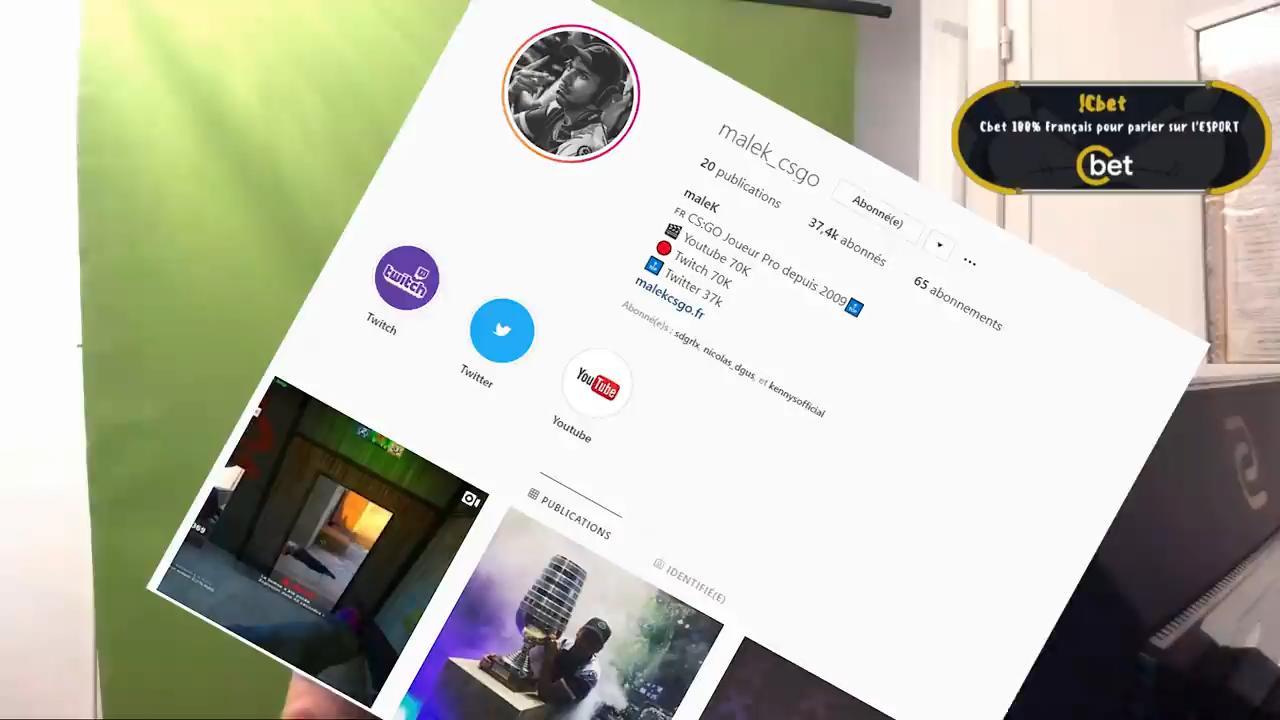 !Cbet
Cbet 100% Français pour parier sur l'ESPORT
Cbet
malek_csgo
Abonné(e)
20 publications
37,4k abonnés
65 abonnements
maleK
FR CS:GO Joueur Pro depuis 2009🔝
🎬 Youtube 70K
🔴 Twitch 70K
🔝 Twitter 37k
malekcsgo.fr
Abonné(e)s : sdgrlx, nicolas_dgus, et kennysofficial
twitch
Twitch
Twitter
YouTube
Youtube
PUBLICATIONS
IDENTIFIÉ(E)